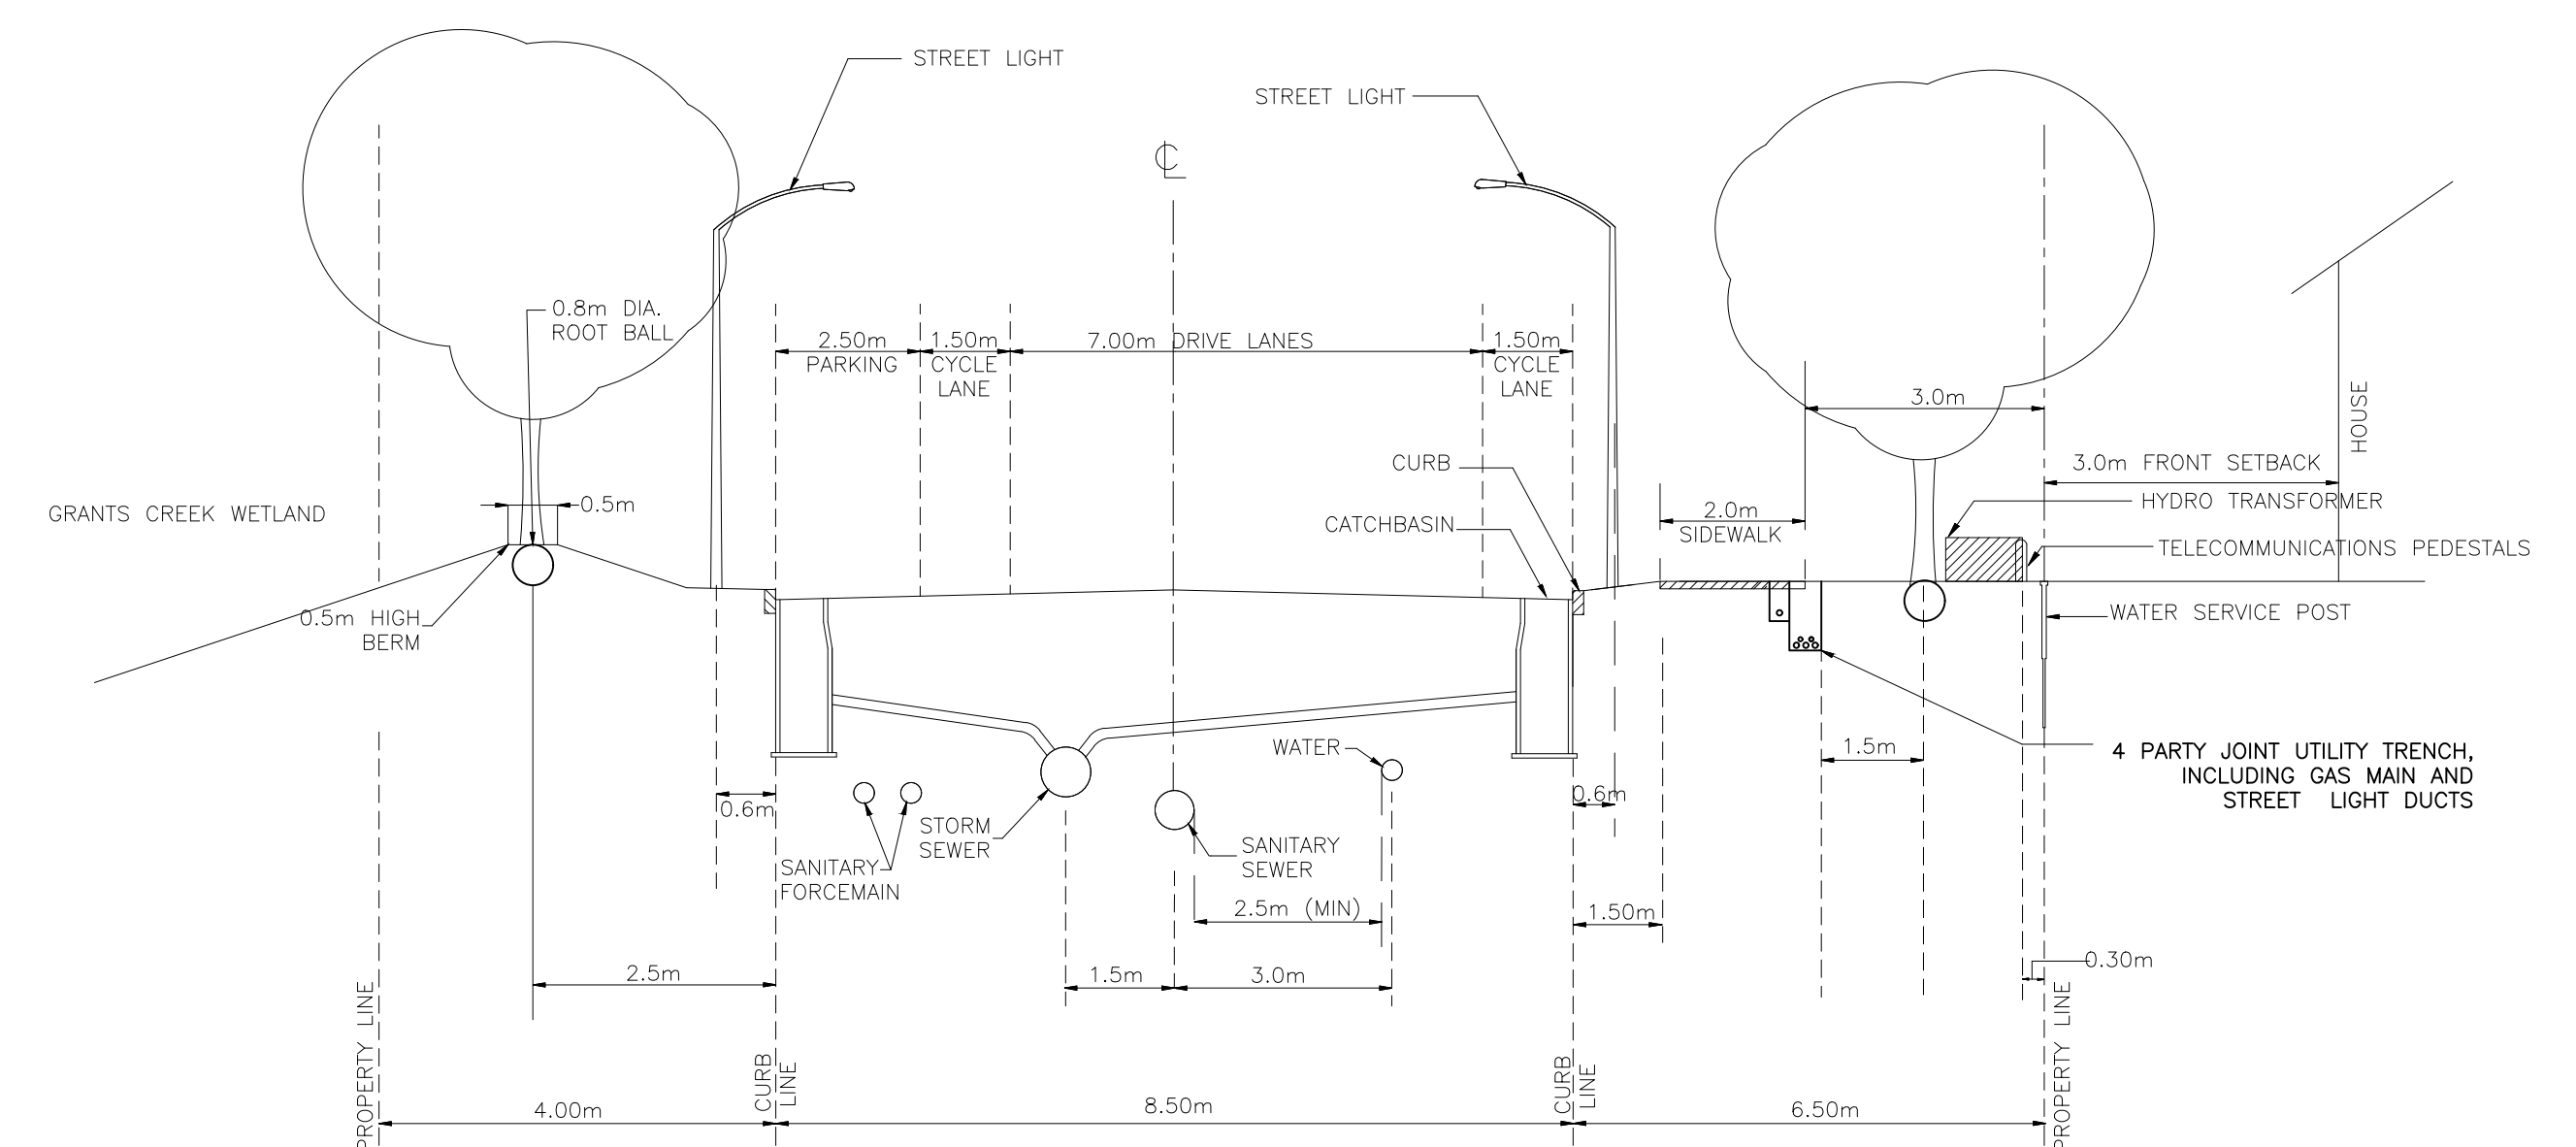 STREET LIGHT
STREET LIGHT
℄
0.8m DIA.
ROOT BALL
2.50m
PARKING
1.50m
CYCLE
LANE
7.00m DRIVE LANES
1.50m
CYCLE
LANE
3.0m
HOUSE
CURB
3.0m FRONT SETBACK
GRANTS CREEK WETLAND
0.5m
CATCHBASIN
2.0m
SIDEWALK
HYDRO TRANSFORMER
TELECOMMUNICATIONS PEDESTALS
0.5m HIGH
BERM
WATER SERVICE POST
WATER
1.5m
4 PARTY JOINT UTILITY TRENCH,
INCLUDING GAS MAIN AND
STREET LIGHT DUCTS
0.6m
0.6m
STORM
SEWER
SANITARY
SEWER
SANITARY
FORCEMAIN
2.5m (MIN)
1.50m
0.30m
2.5m
1.5m
3.0m
PROPERTY LINE
CURB
LINE
CURB
LINE
PROPERTY LINE
4.00m
8.50m
6.50m